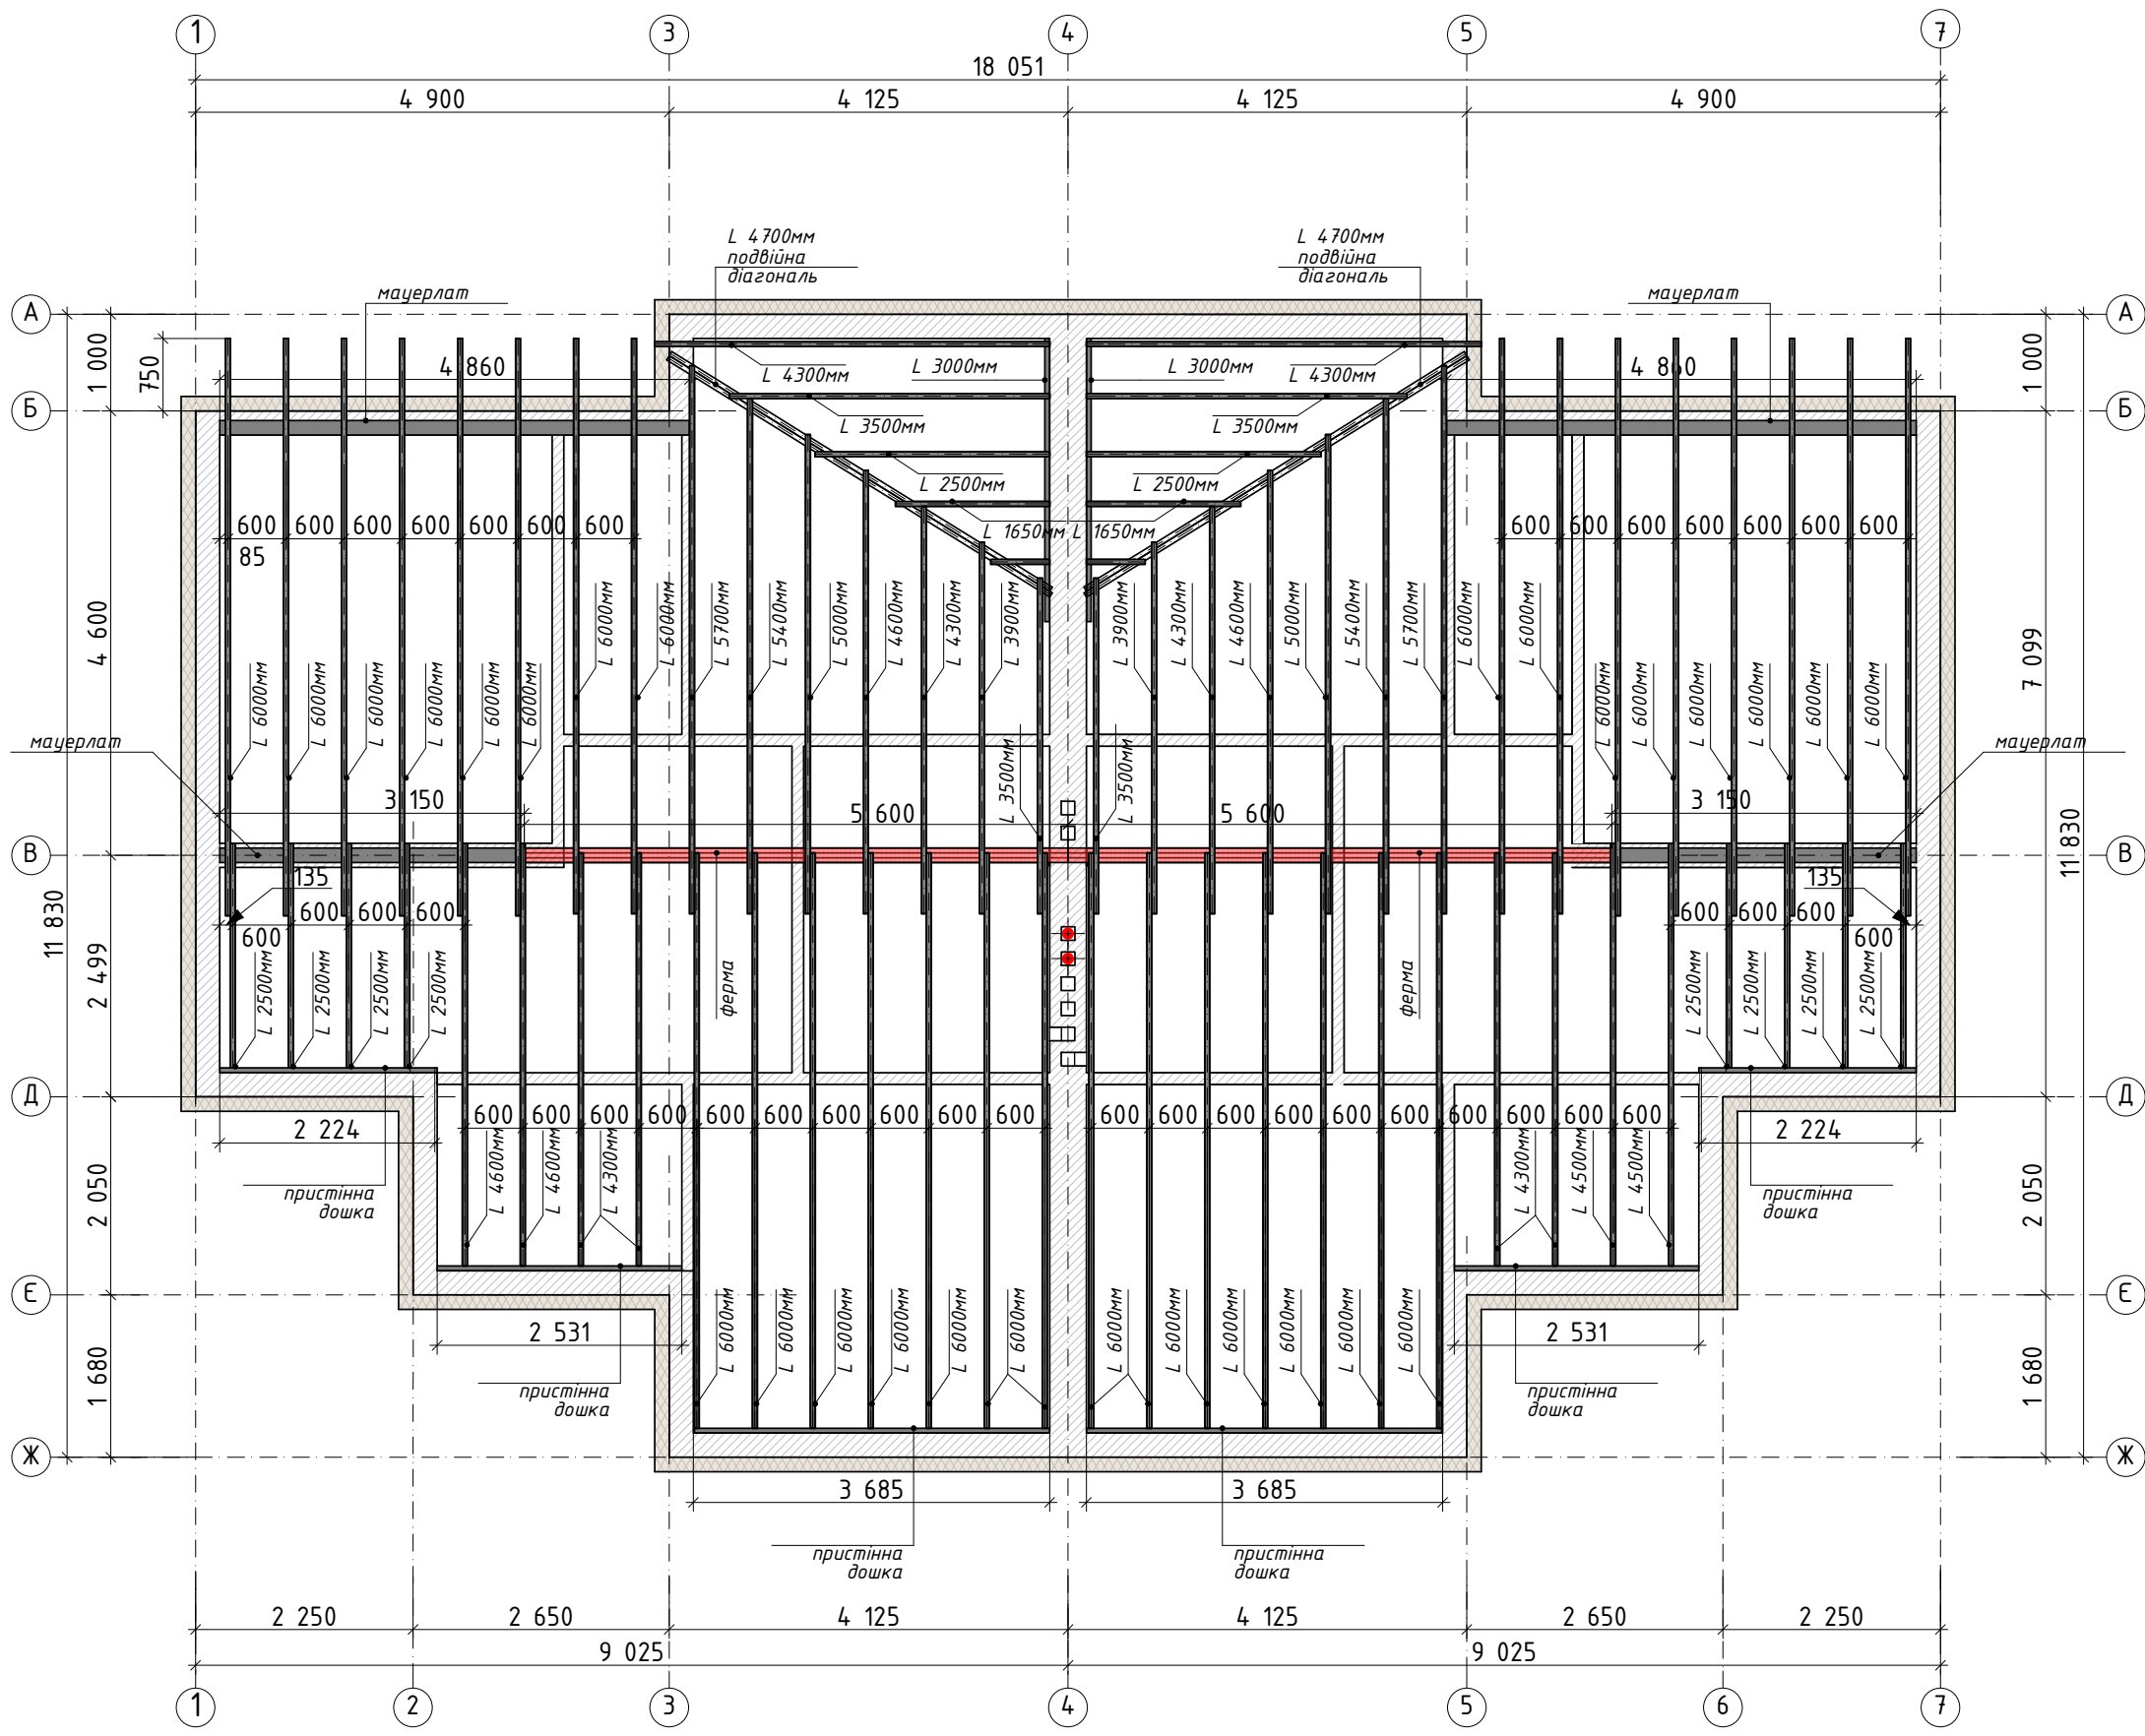 1 3 4 5 7
18 051
4 900 4 125 4 125 4 900
L 4700мм
подвійна
діагональ
L 4700мм
подвійна
діагональ
мауерлат мауерлат
А А
1 000 750 4 860 L 4300мм L 3000мм L 3000мм L 4300мм 4 860 1 000
Б Б
L 3500мм L 3500мм
L 2500мм L 2500мм
600 600 600 600 600 600 600 L 1650мм L 1650мм 600 600 600 600 600 600 600
85
L 6000мм L 6000мм L 5700мм L 5400мм L 5000мм L 4600мм L 4300мм L 3900мм L 3900мм L 4300мм L 4600мм L 5000мм L 5400мм L 5700мм L 6000мм L 6000мм
4 600 7 099
L 6000мм L 6000мм L 6000мм L 6000мм L 6000мм L 6000мм L 6000мм L 6000мм L 6000мм L 6000мм L 6000мм L 6000мм
мауерлат L 3500мм L 3500мм мауерлат
3 150 5 600 5 600 3 150
В В
11 830 11 830
135 135
600 600 600 600 600 600
600 600
2 499 L 2500мм L 2500мм L 2500мм L 2500мм ферма ферма L 2500мм L 2500мм L 2500мм L 2500мм
Д Д
600 600 600 600 600 600 600 600 600 600 600 600 600 600 600 600 600 600 600 600
2 224 2 224
L 4600мм L 4600мм L 4300мм L 4300мм L 4500мм L 4500мм
пристінна
дошка
пристінна
дошка
2 050 2 050
Є Є
2 531 2 531
L 6000мм L 6000мм L 6000мм L 6000мм L 6000мм L 6000мм L 6000мм L 6000мм L 6000мм L 6000мм L 6000мм L 6000мм
1 680 1 680
пристінна
дошка
пристінна
дошка
Ж Ж
3 685 3 685
пристінна
дошка
пристінна
дошка
2 250 2 650 4 125 4 125 2 650 2 250
9 025 9 025
1 2 3 4 5 6 7